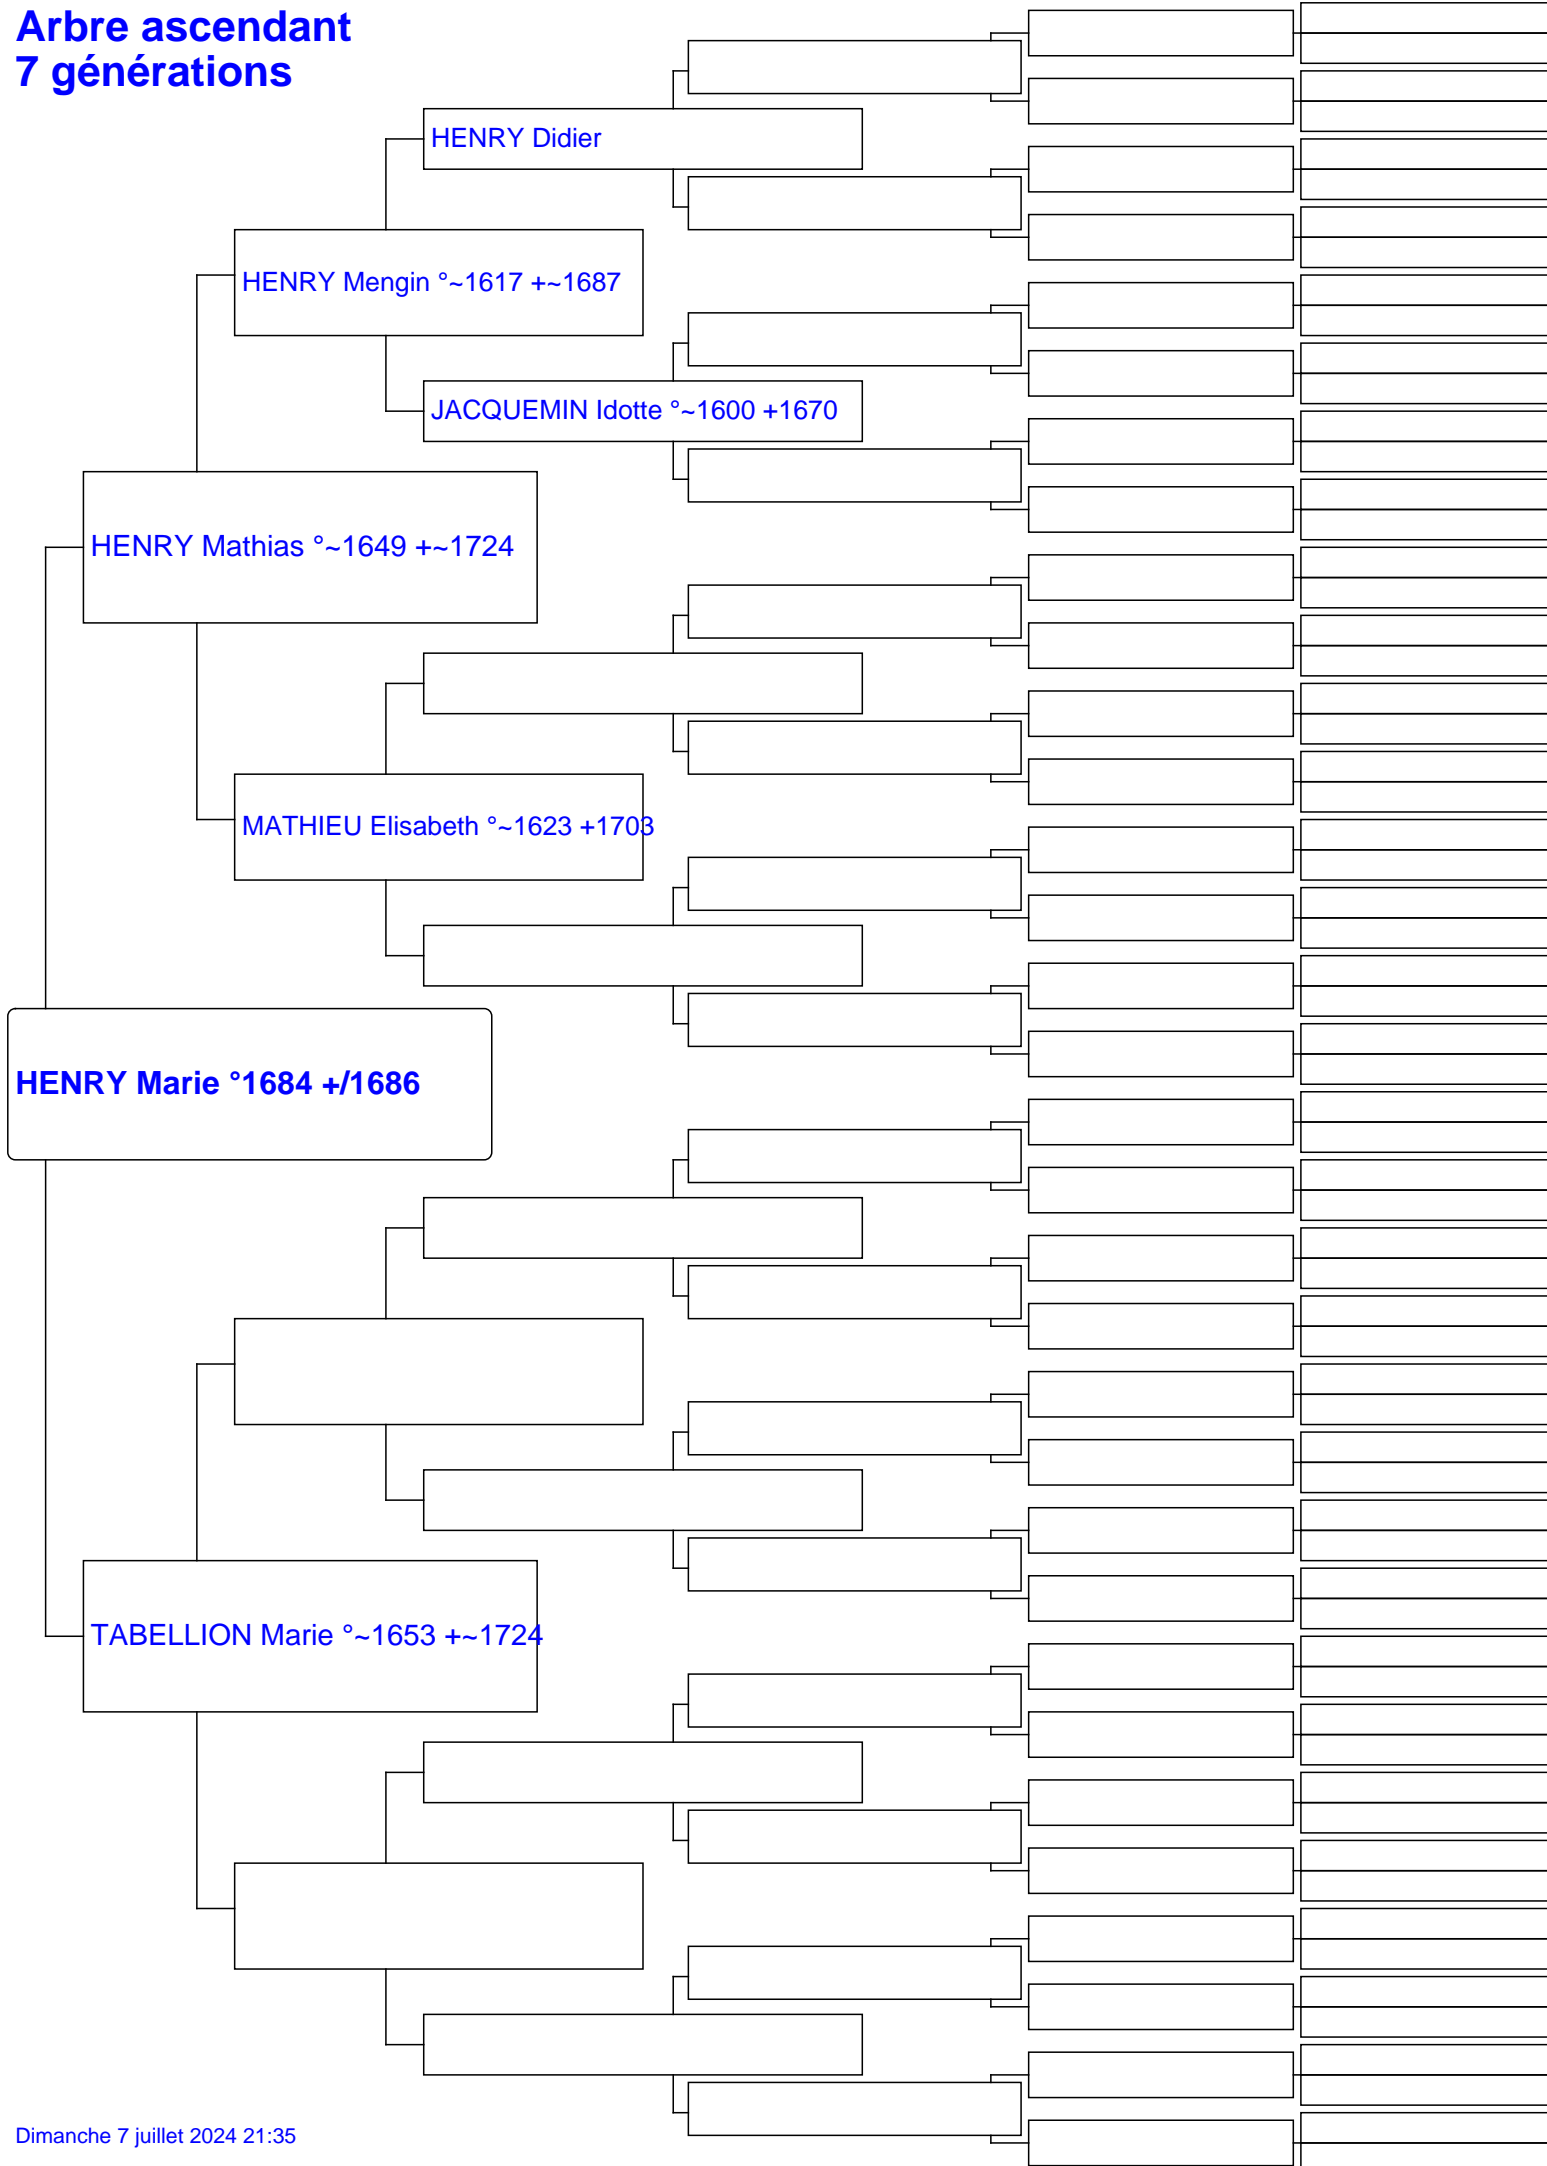 Arbre ascendant
7 générations
HENRY Didier
HENRY Mengin °~1617 +~1687
JACQUEMIN Idotte °~1600 +1670
HENRY Mathias °~1649 +~1724
MATHIEU Elisabeth °~1623 +1703
HENRY Marie °1684 +/1686
TABELLION Marie °~1653 +~1724
Dimanche 7 juillet 2024 21:35